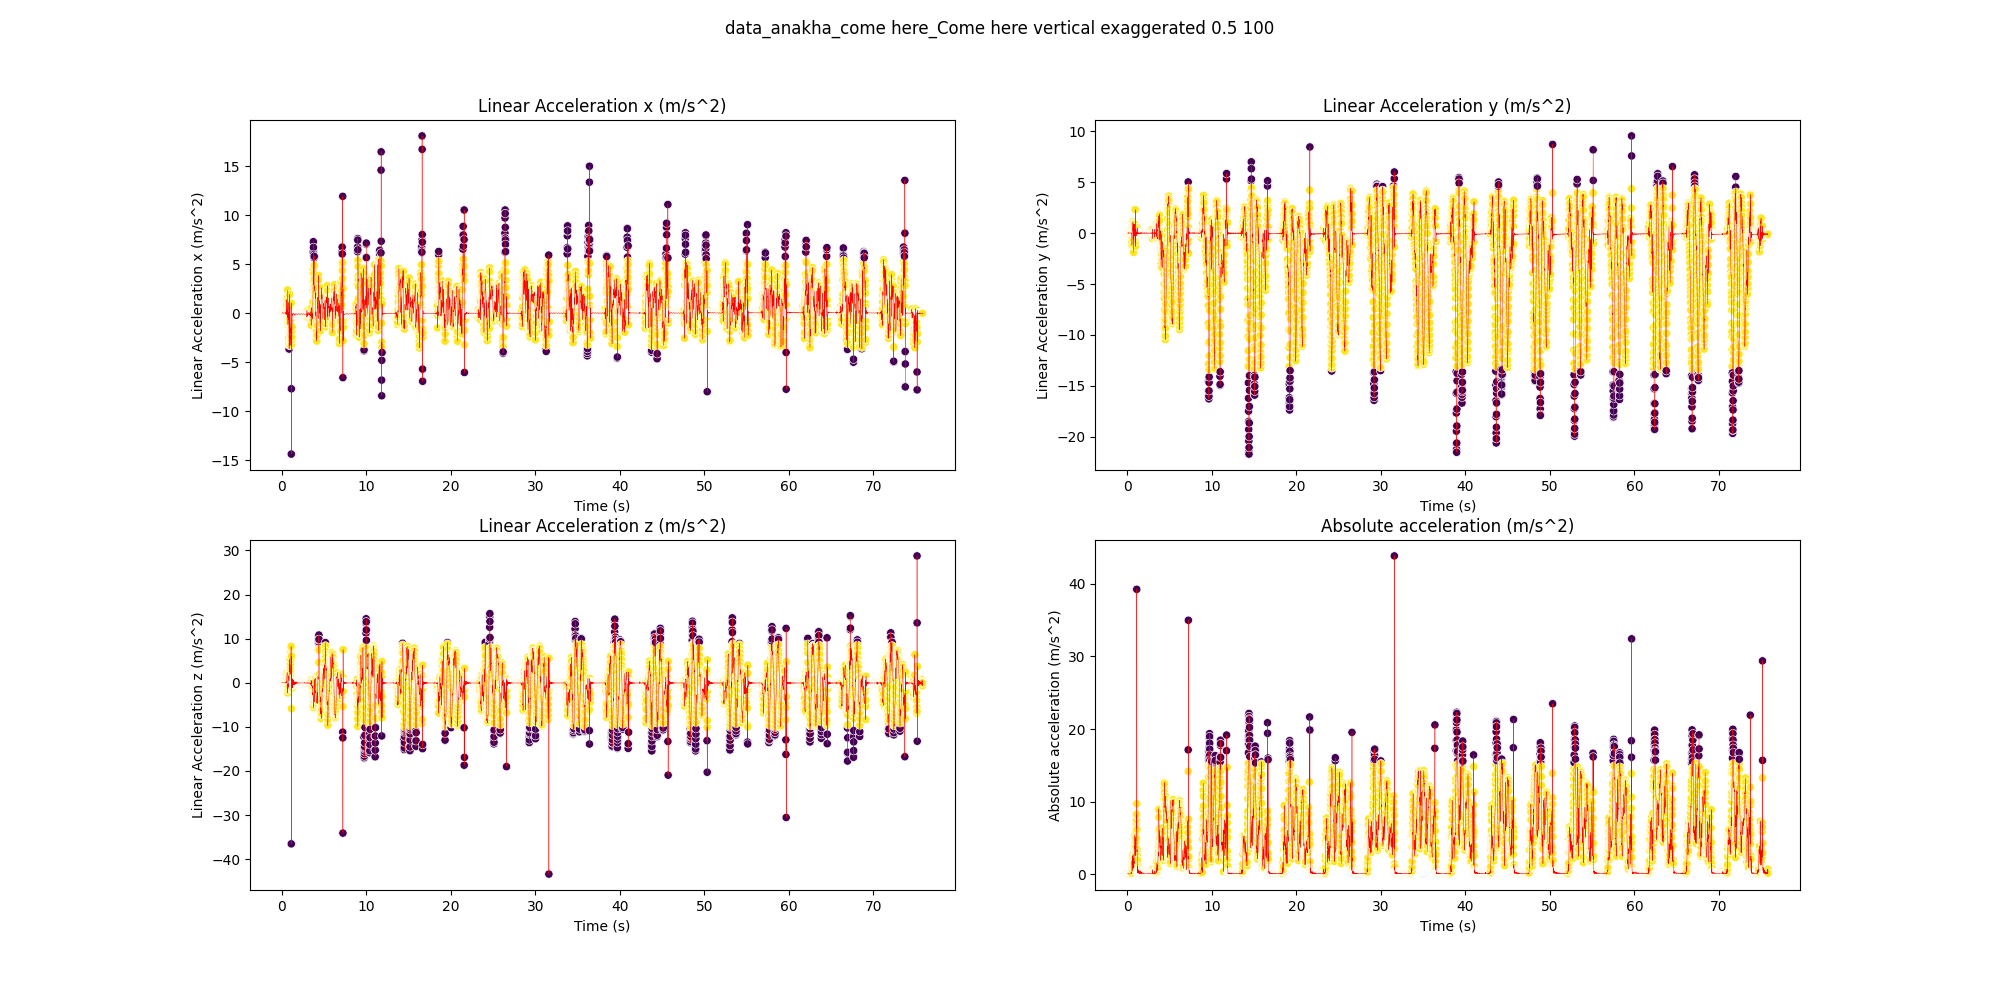 data_anakha_come here_Come here vertical exaggerated 0.5 100
Linear Acceleration x (m/s^2)
Linear Acceleration x (m/s^2)
15
10
5
0
−5
−10
−15
0 10 20 30 40 50 60 70
Time (s)
Linear Acceleration y (m/s^2)
Linear Acceleration y (m/s^2)
10
5
0
−5
−10
−15
−20
0 10 20 30 40 50 60 70
Time (s)
Linear Acceleration z (m/s^2)
Linear Acceleration z (m/s^2)
30
20
10
0
−10
−20
−30
−40
0 10 20 30 40 50 60 70
Time (s)
Absolute acceleration (m/s^2)
Absolute acceleration (m/s^2)
40
30
20
10
0
0 10 20 30 40 50 60 70
Time (s)